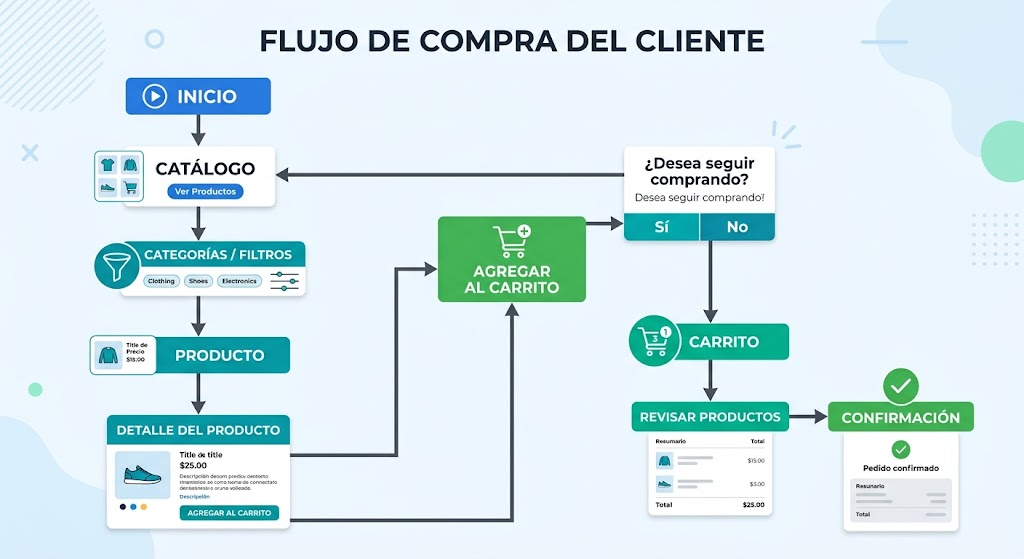 FLUJO DE COMPRA DEL CLIENTE
INICIO
CATÁLOGO
Ver Productos
CATEGORÍAS / FILTROS
Clothing
Shoes
Electronics
Title de
Precio
$15:00
PRODUCTO
DETALLE DEL PRODUCTO
Title de title
$25.00
Descripción
AGREGAR AL CARRITO
AGREGAR
AL CARRITO
¿Desea seguir
comprando?
Desea seguir comprando?
Sí
No
1
3
CARRITO
REVISAR PRODUCTOS
Resumario
Total
$15.00
$3.00
Total
$25.00
CONFIRMACIÓN
Pedido confirmado
Resunario
Total